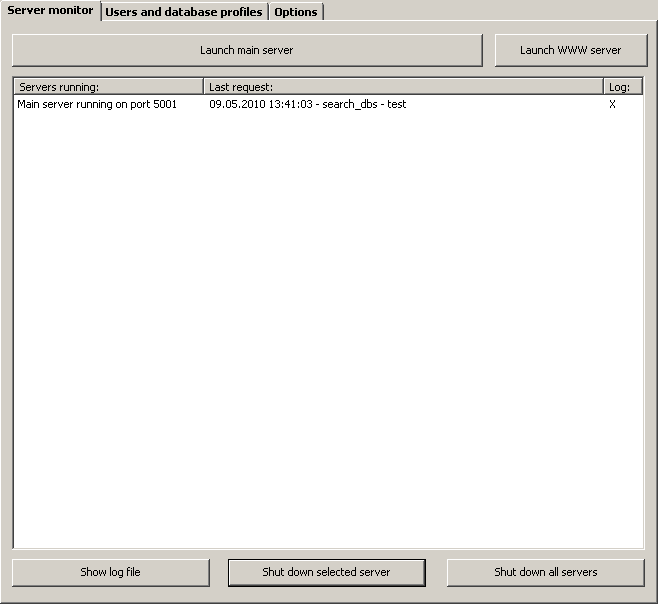 Server monitor Users and database profiles Options
Launch main server Launch WWW server
Servers running: Last request: Log:
Main server running on port 5001 09.05.2010 13:41:03 - search_dbs - test X
Show log file Shut down selected server Shut down all servers